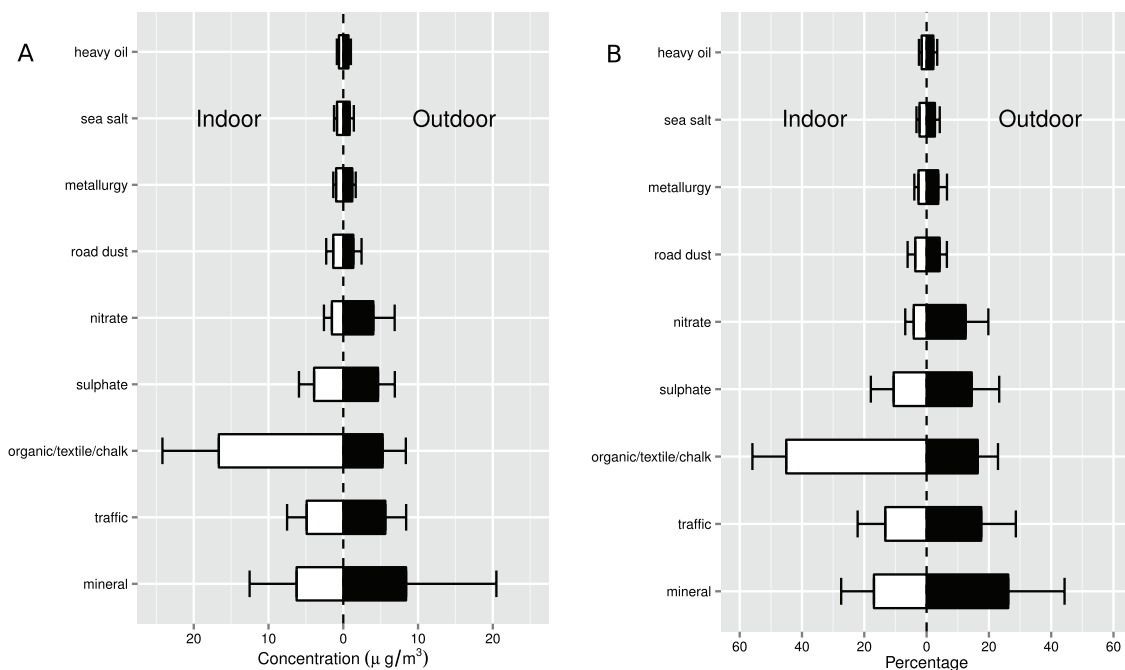 A
heavy oil
sea salt
metallurgy
road dust
nitrate
sulphate
organic/textile/chalk
traffic
mineral
Indoor
Outdoor
20 10 0 10 20
Concentration (μ g/m³)
B
heavy oil
sea salt
metallurgy
road dust
nitrate
sulphate
organic/textile/chalk
traffic
mineral
Indoor
Outdoor
60 40 20 0 20 40 60
Percentage